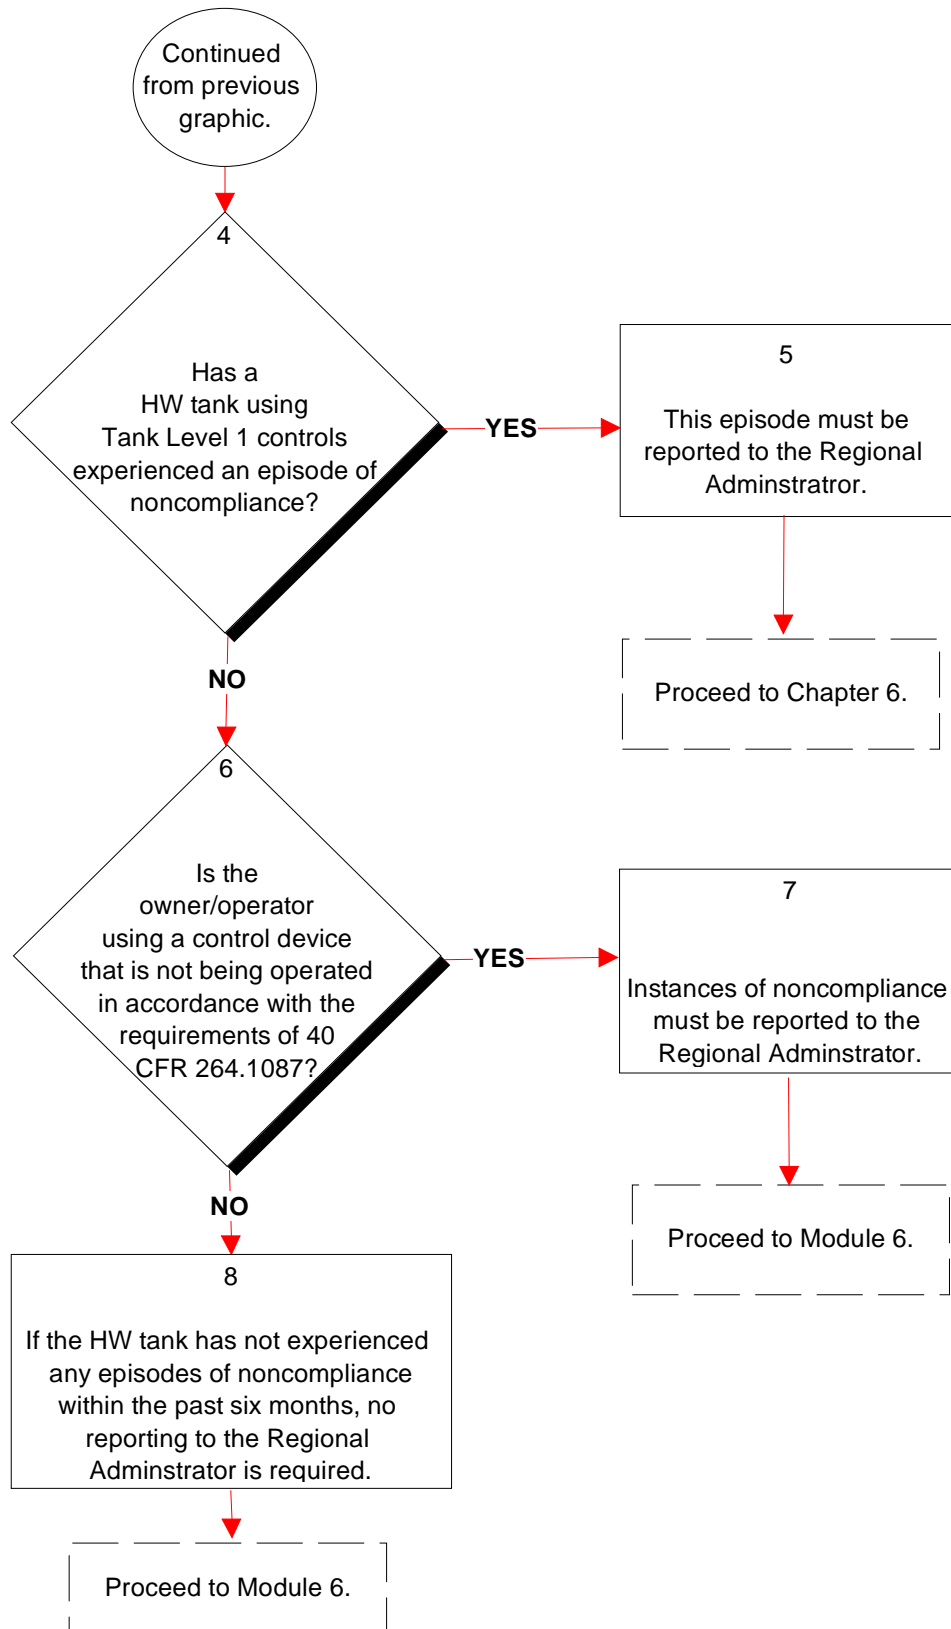 Continued
from previous
graphic.
4
Has a
HW tank using
Tank Level 1 controls
experienced an episode of
noncompliance?
YES
5
This episode must be
reported to the Regional
Adminstratror.
Proceed to Chapter 6.
NO
6
Is the
owner/operator
using a control device
that is not being operated
in accordance with the
requirements of 40
CFR 264.1087?
YES
7
Instances of noncompliance
must be reported to the
Regional Adminstrator.
Proceed to Module 6.
NO
8
If the HW tank has not experienced
any episodes of noncompliance
within the past six months, no
reporting to the Regional
Adminstrator is required.
Proceed to Module 6.